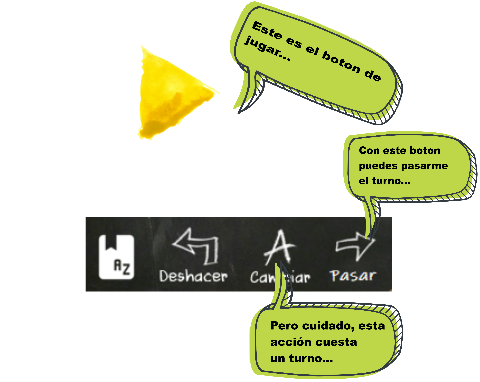 Este es el boton de
jugar...
Con este boton
puedes pasarme
el turno...
AZ
Deshacer
A
Cambiar
Pasar
Pero cuidado, esta
acción cuesta
un turno...